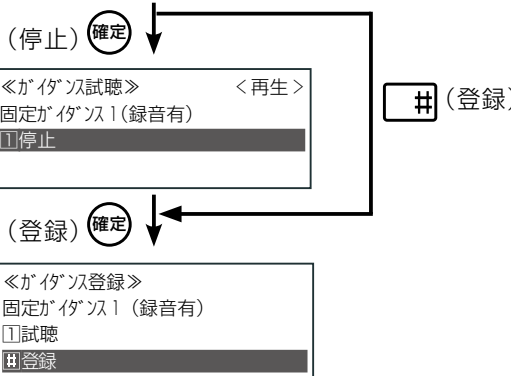 （停止）確定
≪ｶﾞｲﾀﾞﾝｽ試聴≫　＜再生＞
固定ｶﾞｲﾀﾞﾝｽ1(録音有)
1停止
#（登録）
（登録）確定
≪ｶﾞｲﾀﾞﾝｽ登録≫
固定ｶﾞｲﾀﾞﾝｽ1（録音有）
1試聴
#登録